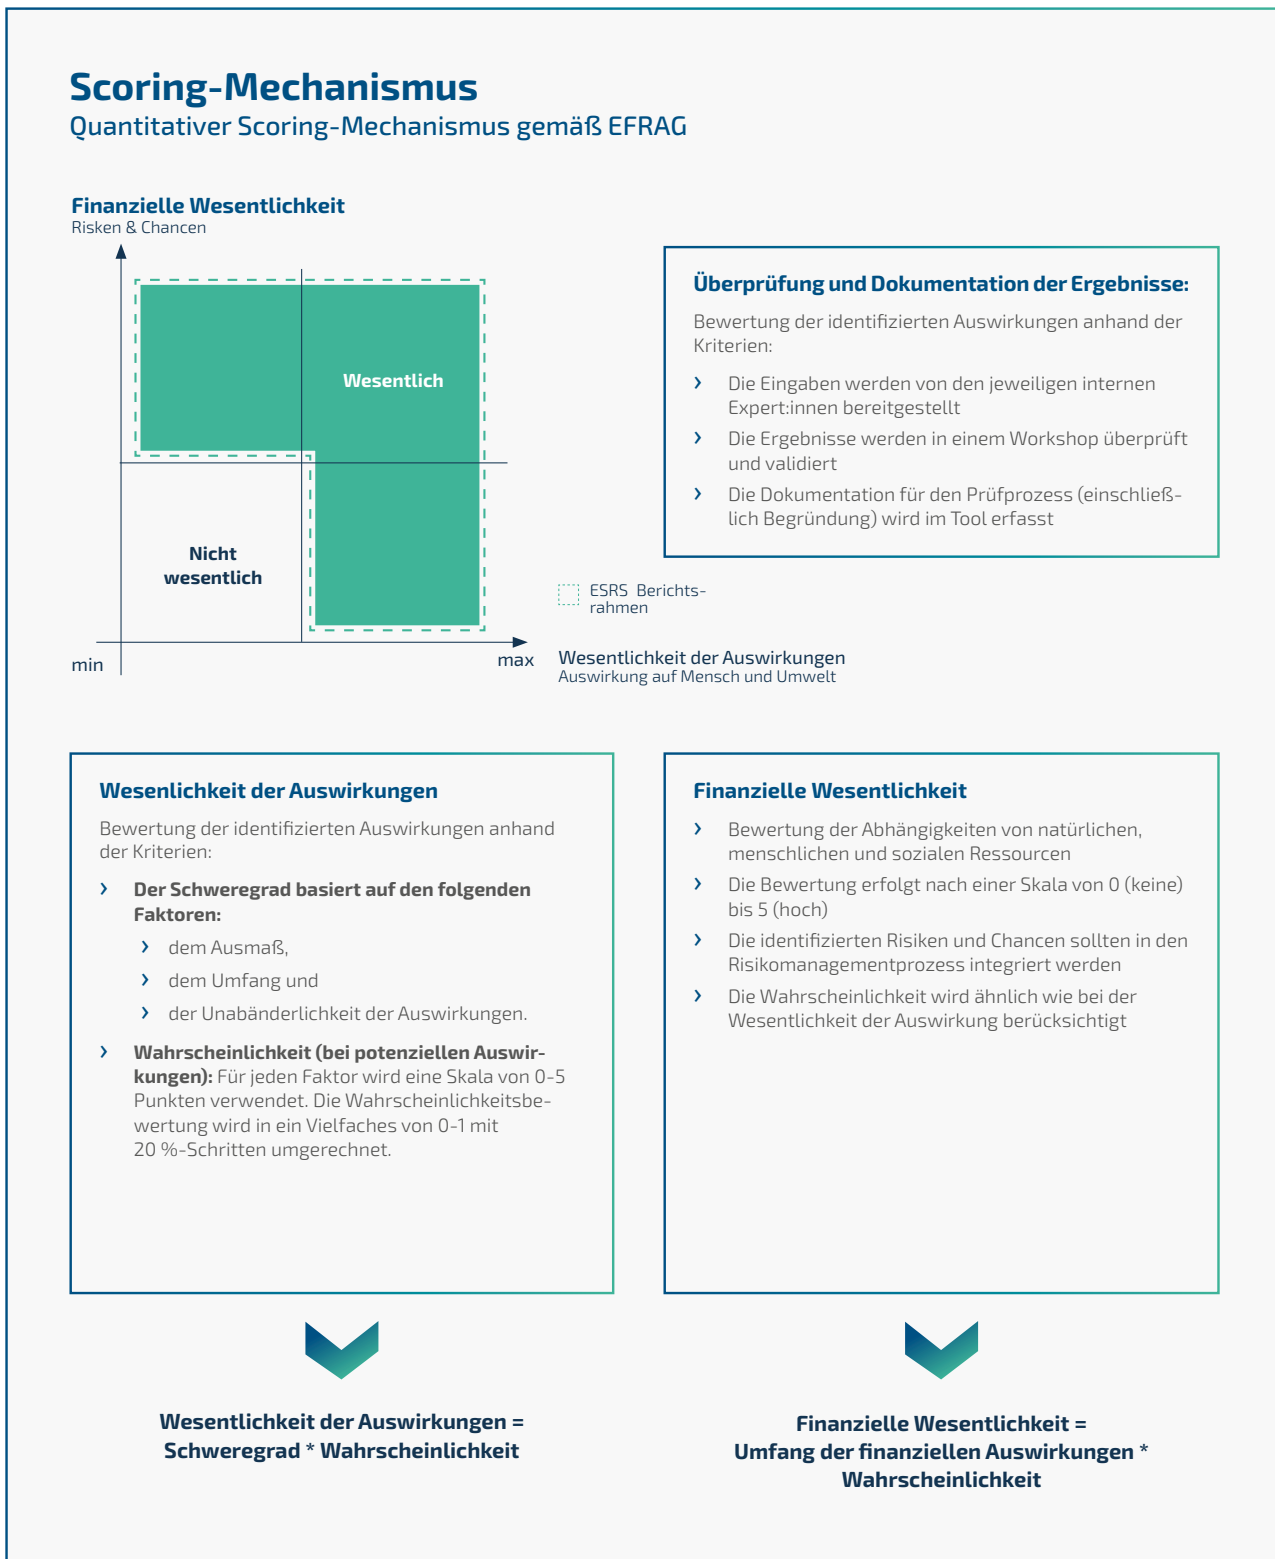 Scoring-Mechanismus
Quantitativer Scoring-Mechanismus gemäß EFRAG
Finanzielle Wesentlichkeit
Risken & Chancen
Wesentlich
Nicht
wesentlich
min
max
ESRS Berichts-
rahmen
Wesentlichkeit der Auswirkungen
Auswirkung auf Mensch und Umwelt
Überprüfung und Dokumentation der Ergebnisse:
Bewertung der identifizierten Auswirkungen anhand der
Kriterien:
› Die Eingaben werden von den jeweiligen internen
Expert:innen bereitgestellt
› Die Ergebnisse werden in einem Workshop überprüft
und validiert
› Die Dokumentation für den Prüfprozess (einschließ-
lich Begründung) wird im Tool erfasst
Wesenlichkeit der Auswirkungen
Bewertung der identifizierten Auswirkungen anhand
der Kriterien:
› Der Schweregrad basiert auf den folgenden
Faktoren:
› dem Ausmaß,
› dem Umfang und
› der Unabänderlichkeit der Auswirkungen.
› Wahrscheinlichkeit (bei potenziellen Auswir-
kungen): Für jeden Faktor wird eine Skala von 0-5
Punkten verwendet. Die Wahrscheinlichkeitsbe-
wertung wird in ein Vielfaches von 0-1 mit
20 %-Schritten umgerechnet.
Wesentlichkeit der Auswirkungen =
Schweregrad * Wahrscheinlichkeit
Finanzielle Wesentlichkeit
› Bewertung der Abhängigkeiten von natürlichen,
menschlichen und sozialen Ressourcen
› Die Bewertung erfolgt nach einer Skala von 0 (keine)
bis 5 (hoch)
› Die identifizierten Risiken und Chancen sollten in den
Risikomanagementprozess integriert werden
› Die Wahrscheinlichkeit wird ähnlich wie bei der
Wesentlichkeit der Auswirkung berücksichtigt
Finanzielle Wesentlichkeit =
Umfang der finanziellen Auswirkungen *
Wahrscheinlichkeit